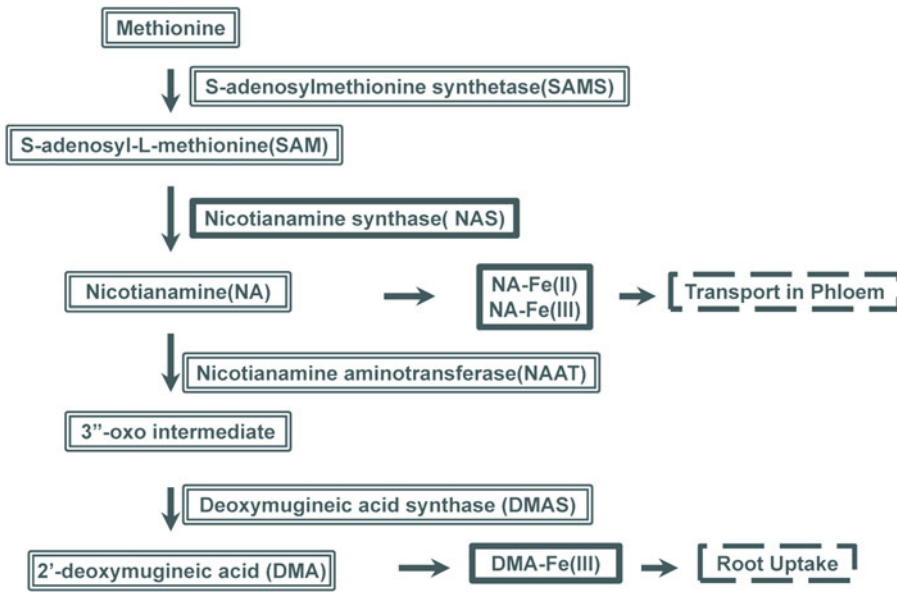 Methionine
S-adenosylmethionine synthetase(SAMS)
S-adenosyl-L-methionine(SAM)
Nicotianamine synthase( NAS)
Nicotianamine(NA)
NA-Fe(II)
NA-Fe(III)
Transport in Phloem
Nicotianamine aminotransferase(NAAT)
3”-oxo intermediate
Deoxymugineic acid synthase (DMAS)
2’-deoxymugineic acid (DMA)
DMA-Fe(III)
Root Uptake